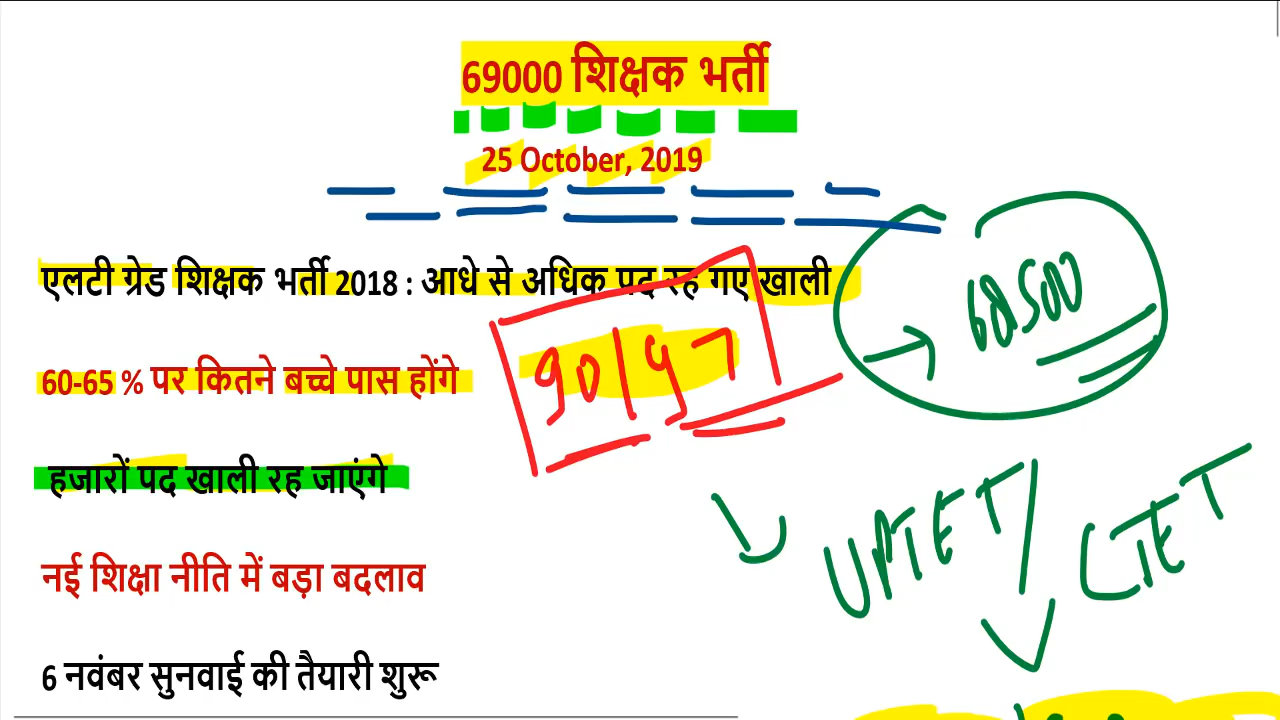 69000 शिक्षक भर्ती
25 October, 2019
एलटी ग्रेड शिक्षक भर्ती 2018 : आधे से अधिक पद रह गए खाली
68500
60-65 % पर कितने बच्चे पास होंगे
90/97
हजारों पद खाली रह जाएंगे
UPTET/CTET
नई शिक्षा नीति में बड़ा बदलाव
6 नवंबर सुनवाई की तैयारी शुरू